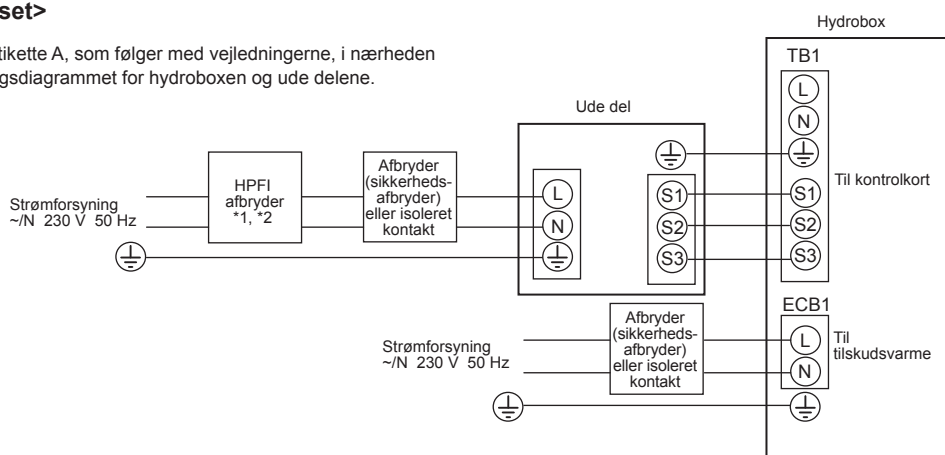 set>
tikette A, som følger med vejledningerne, i nærheden
gsdiagrammet for hydroboxen og ude delene.
Hydrobox
TB1
L
N
Til kontrolkort
S1
S2
S3
Ude del
L
N
S1
S2
S3
Strømforsyning
~/N 230 V 50 Hz
HPFI
afbryder
*1, *2
Afbryder
(sikkerheds-
afbryder)
eller isoleret
kontakt
ECB1
L
N
Til
tilskudsvarme
Strømforsyning
~/N 230 V 50 Hz
Afbryder
(sikkerheds-
afbryder)
eller isoleret
kontakt